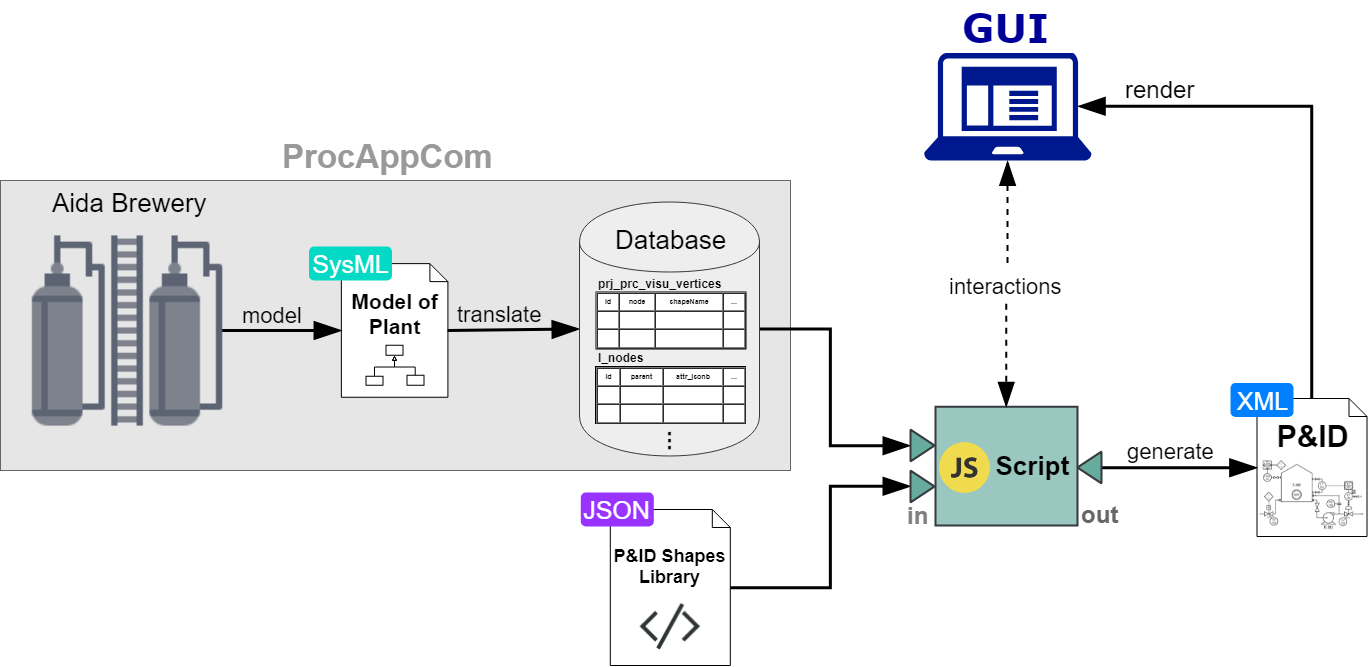 GUI
render
ProcAppCom
Aida Brewery
SysML
Model of
Plant
model
translate
Database
prj_prc_visu_vertices
id node chapeName ...
l_nodes
id parent attr_jsonb ...
interactions
JS Script
in
out
generate
XML
P&ID
JSON
P&ID Shapes
Library
</>